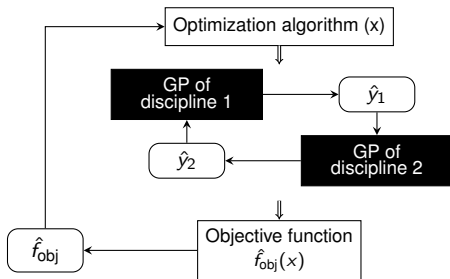 Optimization algorithm (x)
⇓
GP of
discipline 1
ŷ₁
ŷ₂
GP of
discipline 2
⇓
Objective function
f̂obj(x)
f̂obj